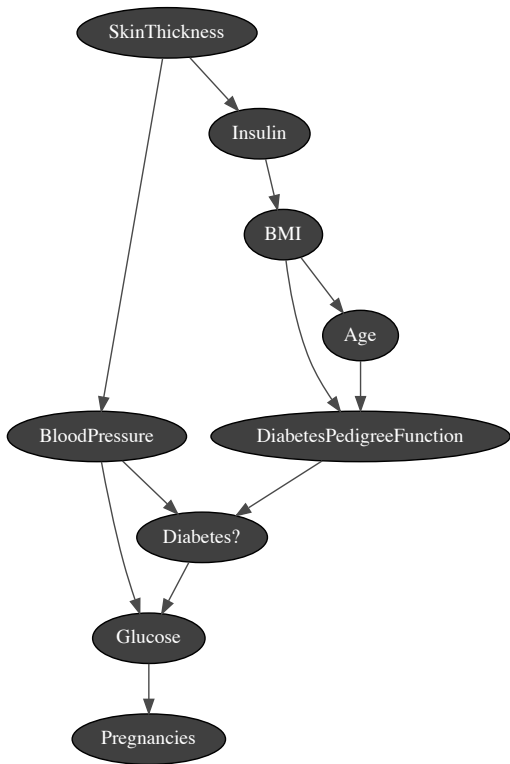 SkinThickness
Insulin
BMI
Age
BloodPressure
DiabetesPedigreeFunction
Diabetes?
Glucose
Pregnancies